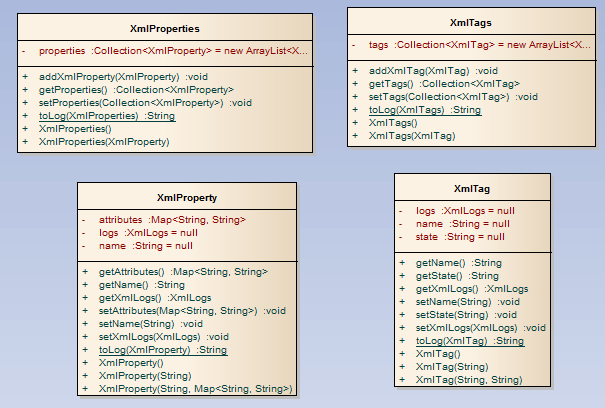 XmlProperties
- properties :Collection<XmlProperty> = new ArrayList<X...
+ addXmlProperty(XmlProperty) :void
+ getProperties() :Collection<XmlProperty>
+ setProperties(Collection<XmlProperty>) :void
+ toLog(XmlProperties) :String
+ XmlProperties()
+ XmlProperties(XmlProperty)
XmlTags
- tags :Collection<XmlTag> = new ArrayList<X...
+ addXmlTag(XmlTag) :void
+ getTags() :Collection<XmlTag>
+ setTags(Collection<XmlTag>) :void
+ toLog(XmlTags) :String
+ XmlTags()
+ XmlTags(XmlTag)
XmlProperty
- attributes :Map<String, String>
- logs :XmlLogs = null
- name :String = null
+ getAttributes() :Map<String, String>
+ getName() :String
+ getXmlLogs() :XmlLogs
+ setAttributes(Map<String, String>) :void
+ setName(String) :void
+ setXmlLogs(XmlLogs) :void
+ toLog(XmlProperty) :String
+ XmlProperty()
+ XmlProperty(String)
+ XmlProperty(String, Map<String, String>)
XmlTag
- logs :XmlLogs = null
- name :String = null
- state :String = null
+ getName() :String
+ getState() :String
+ getXmlLogs() :XmlLogs
+ setName(String) :void
+ setState(String) :void
+ setXmlLogs(XmlLogs) :void
+ toLog(XmlTag) :String
+ XmlTag()
+ XmlTag(String)
+ XmlTag(String, String)